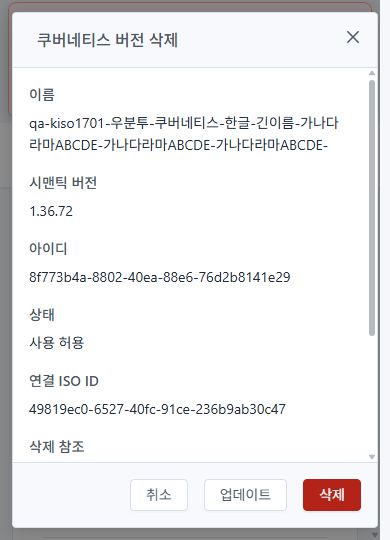 쿠버네티스 버전 삭제
이름
qa-kiso1701-우분투-쿠버네티스-한글-긴이름-가나다
라마ABCDE-가나다라마ABCDE-가나다라마ABCDE-
시맨틱 버전
1.36.72
아이디
8f773b4a-8802-40ea-88e6-76d2b8141e29
상태
사용 허용
연결 ISO ID
49819ec0-6527-40fc-91ce-236b9ab30c47
삭제 참조
취소
업데이트
삭제